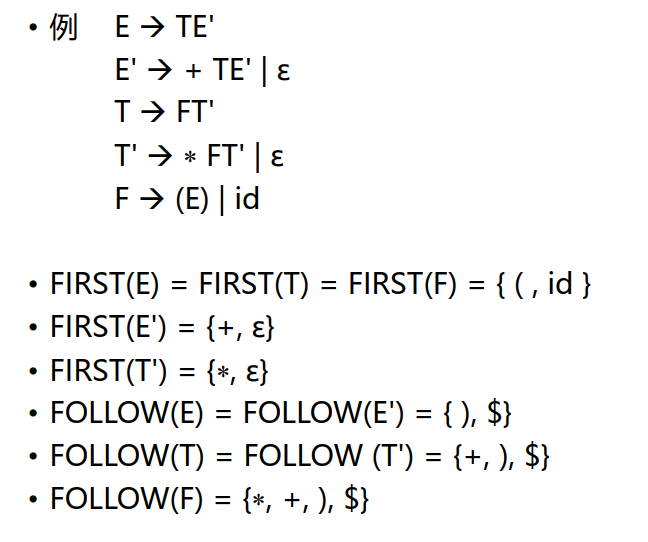 • 例 E → TE'
E' → + TE' | ε
T → FT'
T' → * FT' | ε
F → (E) | id
• FIRST(E) = FIRST(T) = FIRST(F) = { ( , id }
• FIRST(E') = {+, ε}
• FIRST(T') = {*, ε}
• FOLLOW(E) = FOLLOW(E') = { ), $}
• FOLLOW(T) = FOLLOW (T') = {+, ), $}
• FOLLOW(F) = {*, +, ), $}